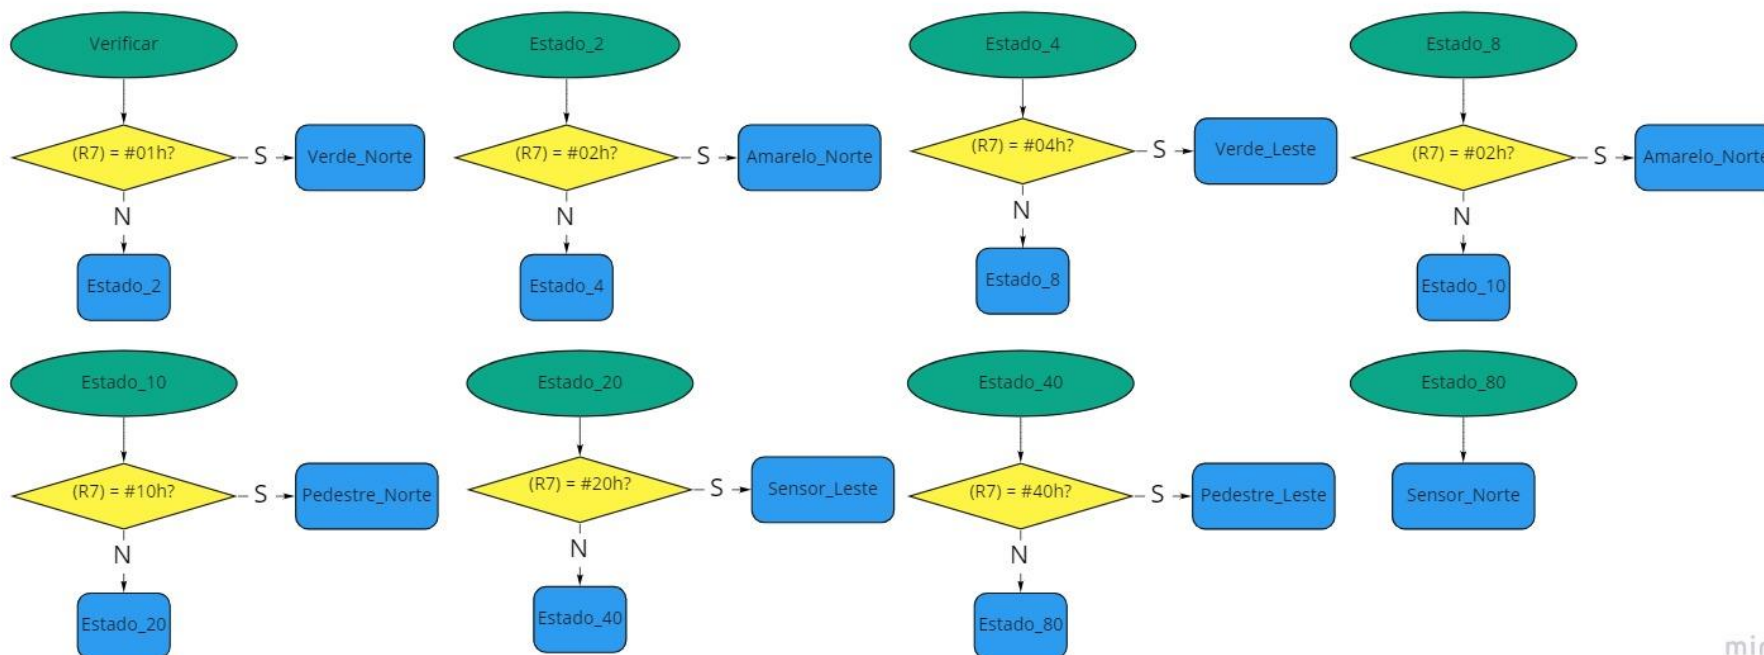 Verificar
(R7) = #01h?
S
Verde_Norte
N
Estado_2
Estado_2
(R7) = #02h?
S
Amarelo_Norte
N
Estado_4
Estado_4
(R7) = #04h?
S
Verde_Leste
N
Estado_8
Estado_8
(R7) = #02h?
S
Amarelo_Norte
N
Estado_10
Estado_10
(R7) = #10h?
S
Pedestre_Norte
N
Estado_20
Estado_20
(R7) = #20h?
S
Sensor_Leste
N
Estado_40
Estado_40
(R7) = #40h?
S
Pedestre_Leste
N
Estado_80
Estado_80
Sensor_Norte